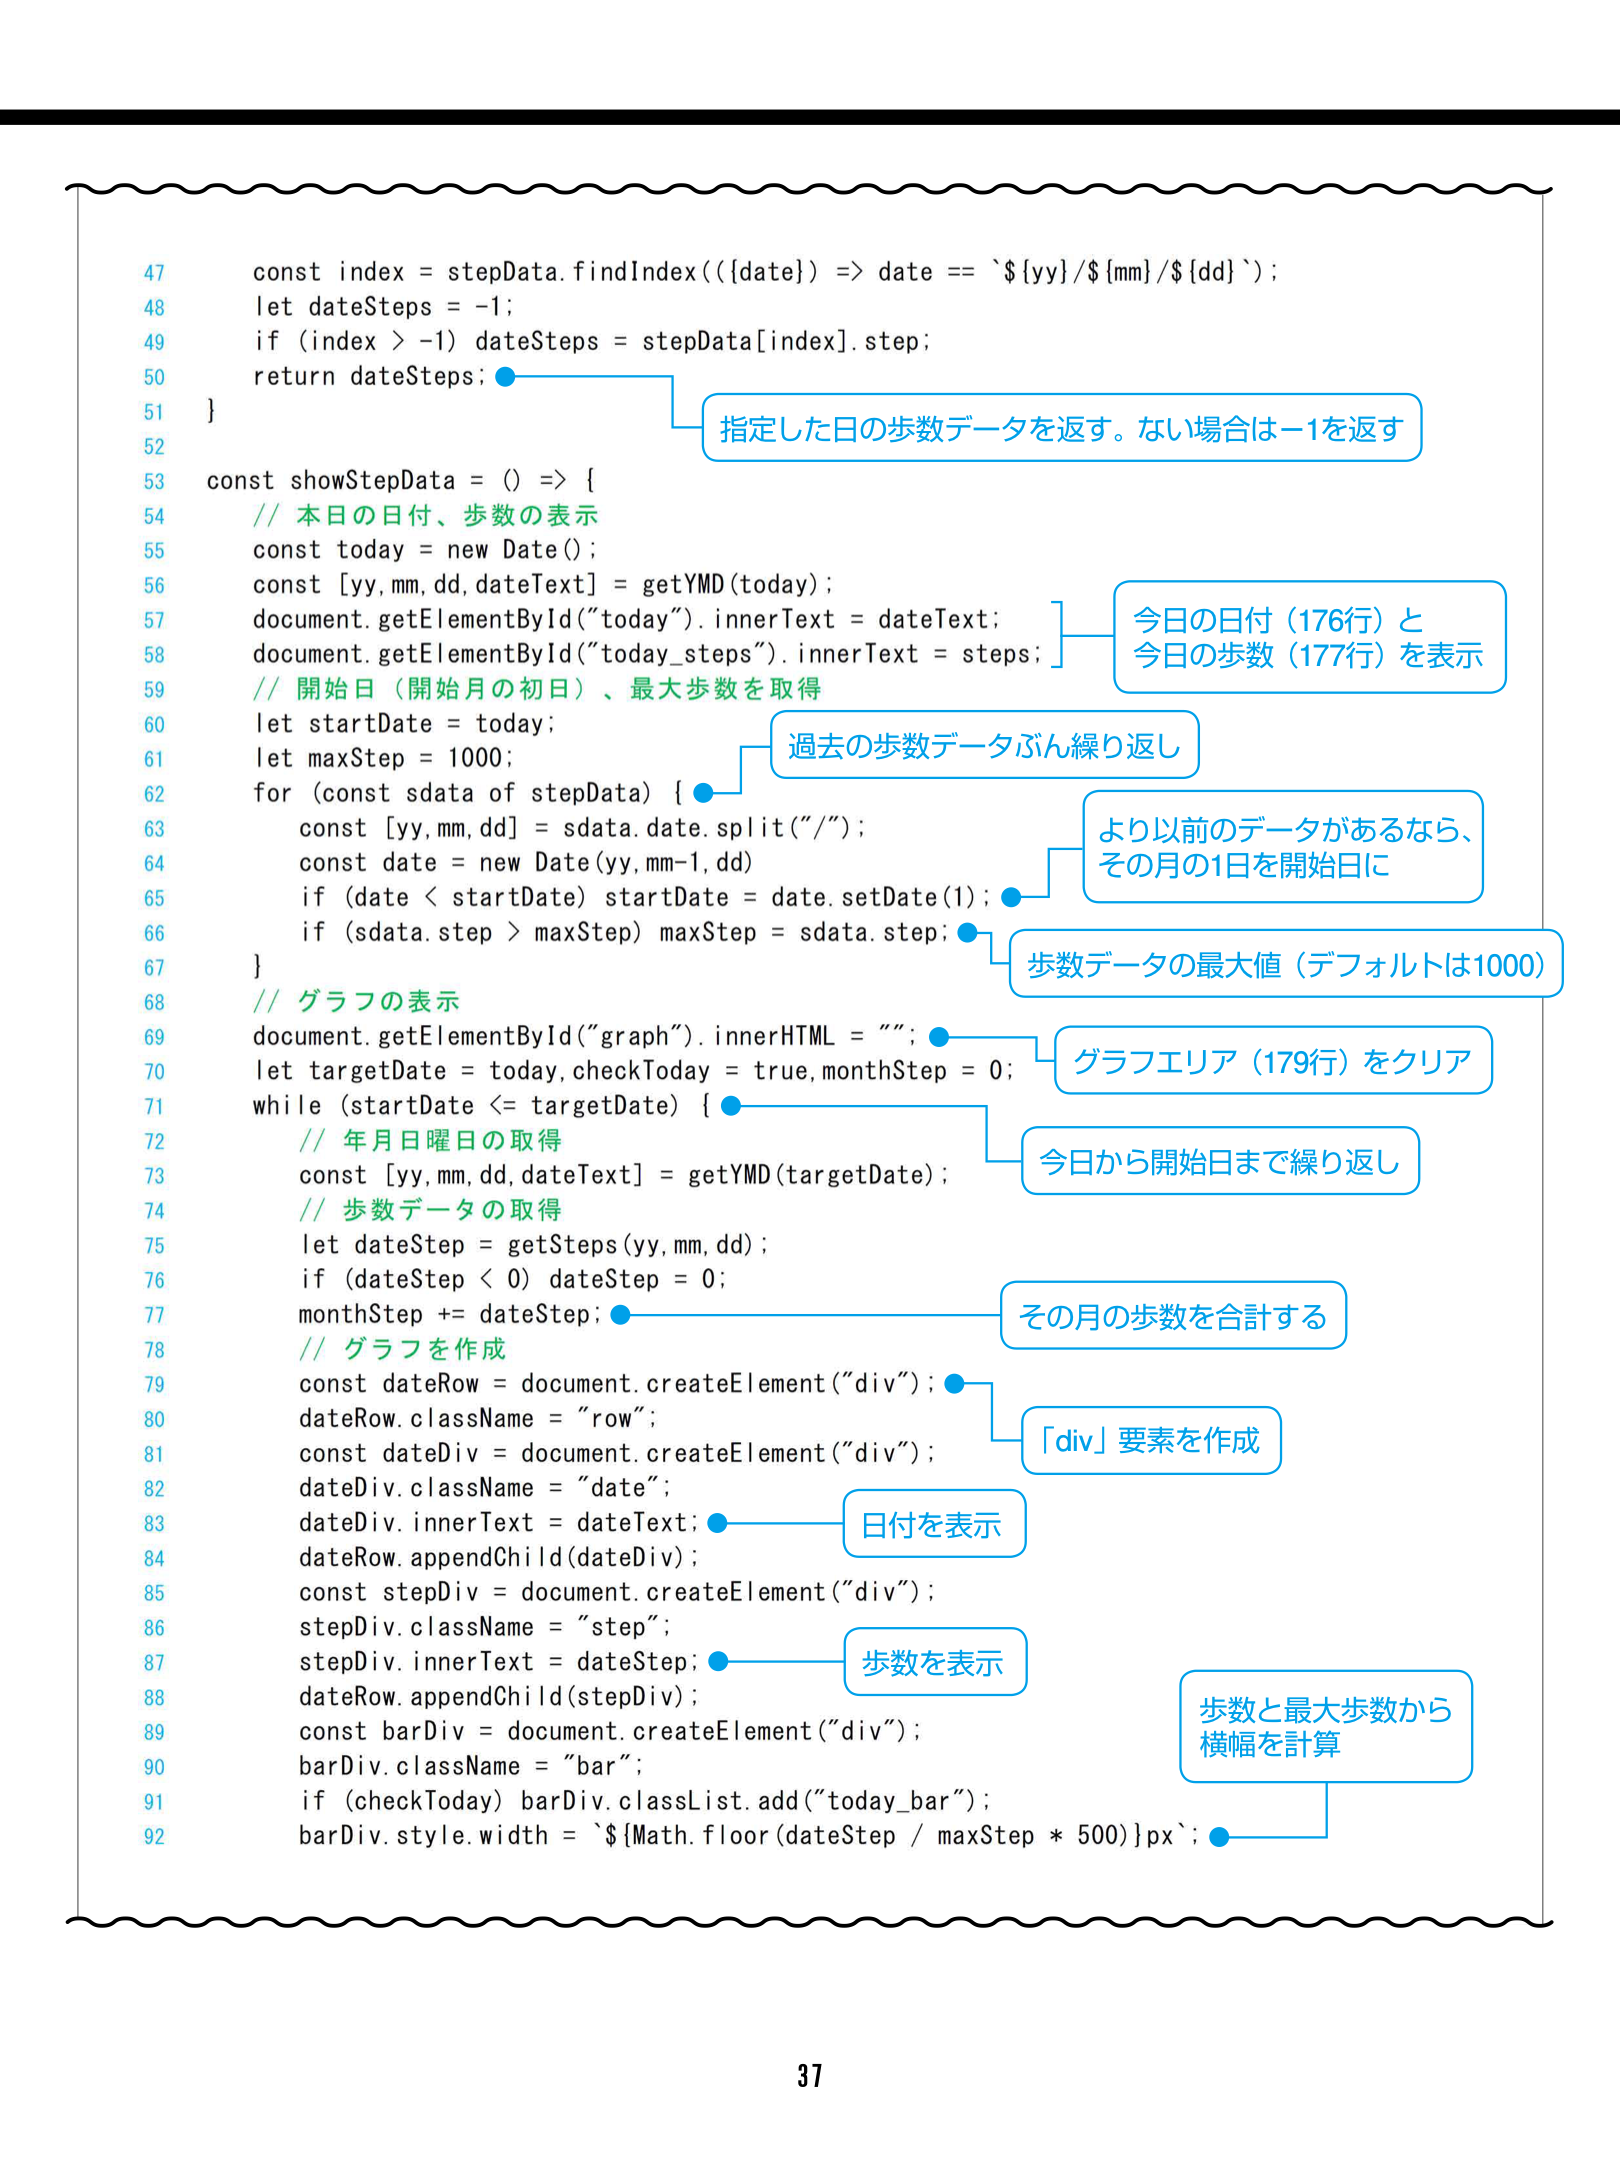 47 const index = stepData.findIndex(({date}) => date == `${yy}/${mm}/${dd}`);
48 let dateSteps = -1;
49 if (index > -1) dateSteps = stepData[index].step;
50 return dateSteps;
51 }
指定した日の歩数データを返す。ない場合は－1を返す
52
53 const showStepData = () => {
54 // 本日の日付、歩数の表示
55 const today = new Date();
56 const [yy,mm,dd,dateText] = getYMD(today);
57 document.getElementById("today").innerText = dateText;
58 document.getElementById("today_steps").innerText = steps;
今日の日付（176行）と
今日の歩数（177行）を表示
59 // 開始日（開始月の初日）、最大歩数を取得
60 let startDate = today;
61 let maxStep = 1000;
過去の歩数データぶん繰り返し
62 for (const sdata of stepData) {
63 const [yy,mm,dd] = sdata.date.split("/");
64 const date = new Date(yy,mm-1,dd)
より以前のデータがあるなら、
その月の1日を開始日に
65 if (date < startDate) startDate = date.setDate(1);
66 if (sdata.step > maxStep) maxStep = sdata.step;
歩数データの最大値（デフォルトは1000）
67 }
68 // グラフの表示
69 document.getElementById("graph").innerHTML = "";
グラフエリア（179行）をクリア
70 let targetDate = today,checkToday = true,monthStep = 0;
71 while (startDate <= targetDate) {
今日から開始日まで繰り返し
72 // 年月日曜日の取得
73 const [yy,mm,dd,dateText] = getYMD(targetDate);
74 // 歩数データの取得
75 let dateStep = getSteps(yy,mm,dd);
76 if (dateStep < 0) dateStep = 0;
77 monthStep += dateStep;
その月の歩数を合計する
78 // グラフを作成
79 const dateRow = document.createElement("div");
80 dateRow.className = "row";
「div」要素を作成
81 const dateDiv = document.createElement("div");
82 dateDiv.className = "date";
83 dateDiv.innerText = dateText;
日付を表示
84 dateRow.appendChild(dateDiv);
85 const stepDiv = document.createElement("div");
86 stepDiv.className = "step";
87 stepDiv.innerText = dateStep;
歩数を表示
88 dateRow.appendChild(stepDiv);
89 const barDiv = document.createElement("div");
90 barDiv.className = "bar";
91 if (checkToday) barDiv.classList.add("today_bar");
92 barDiv.style.width = `${Math.floor(dateStep / maxStep * 500)}px`;
歩数と最大歩数から
横幅を計算
37